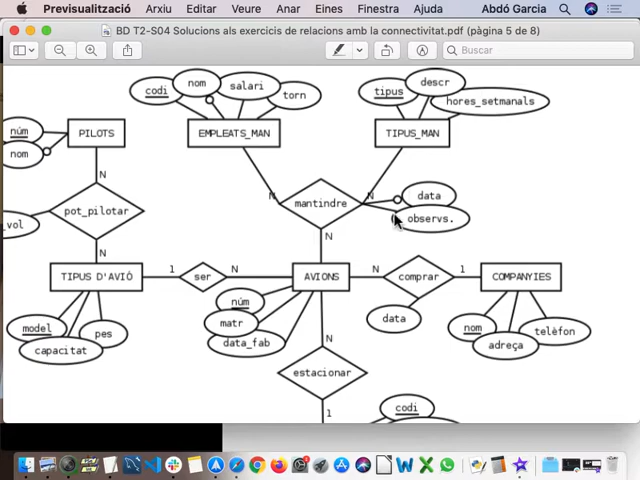 Previsualització Arxiu Editar Veure Anar Eines Finestra Ajuda Abdó Garcia
BD T2-S04 Solucions als exercicis de relacions amb la connectivitat.pdf (pàgina 5 de 8)
Buscar
codi nom salari torn
tipus descr hores_setmanals
núm
nom
PILOTS
EMPLEATS_MAN
TIPUS_MAN
N
N
N
_vol
pot_pilotar
mantindre
data
observs.
N
N
TIPUS D'AVIÓ
1
ser
N
AVIONS
N
comprar
1
COMPANYIES
model
capacitat
pes
núm
matr
data_fab
data
nom
adreça
telèfon
N
estacionar
1
codi